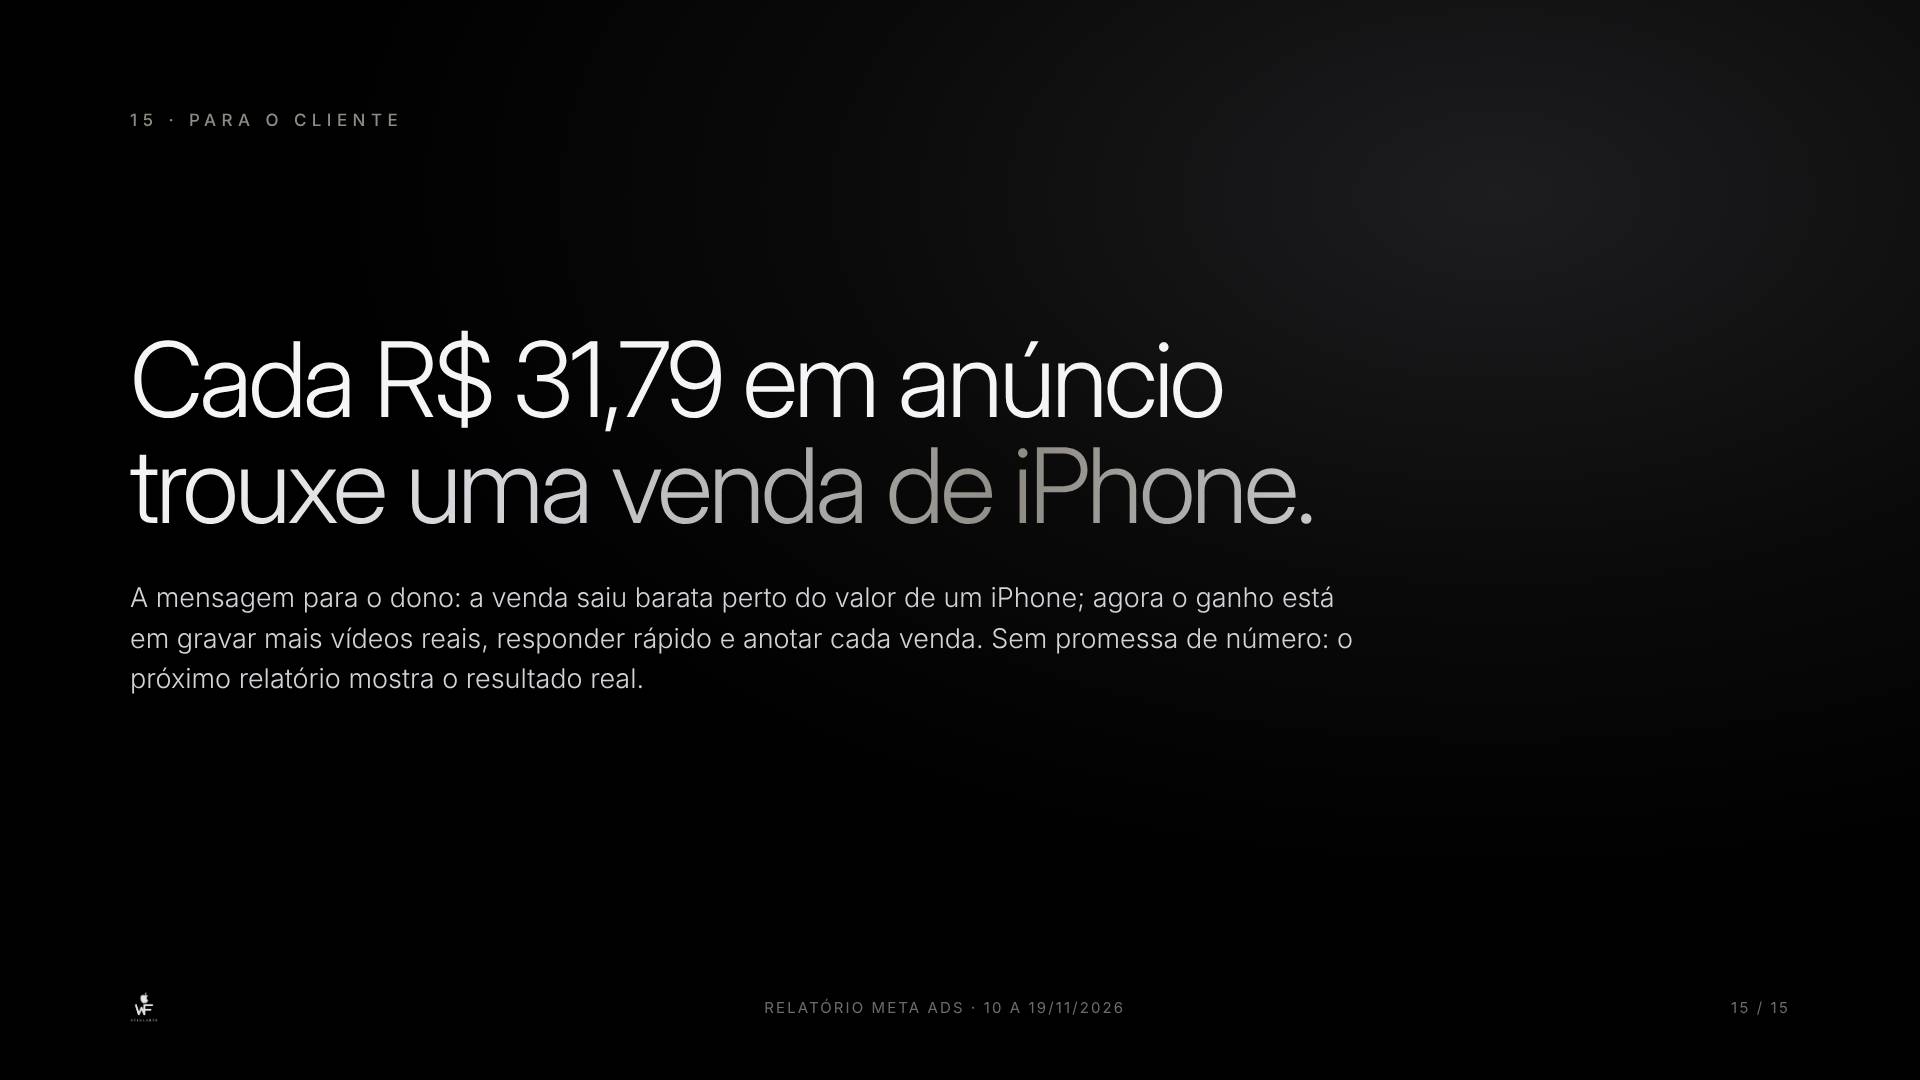 15 · PARA O CLIENTE
Cada R$ 31,79 em anúncio
trouxe uma venda de iPhone.
A mensagem para o dono: a venda saiu barata perto do valor de um iPhone; agora o ganho está
em gravar mais vídeos reais, responder rápido e anotar cada venda. Sem promessa de número: o
próximo relatório mostra o resultado real.
WF
RELATÓRIO META ADS · 10 A 19/11/2026
15 / 15